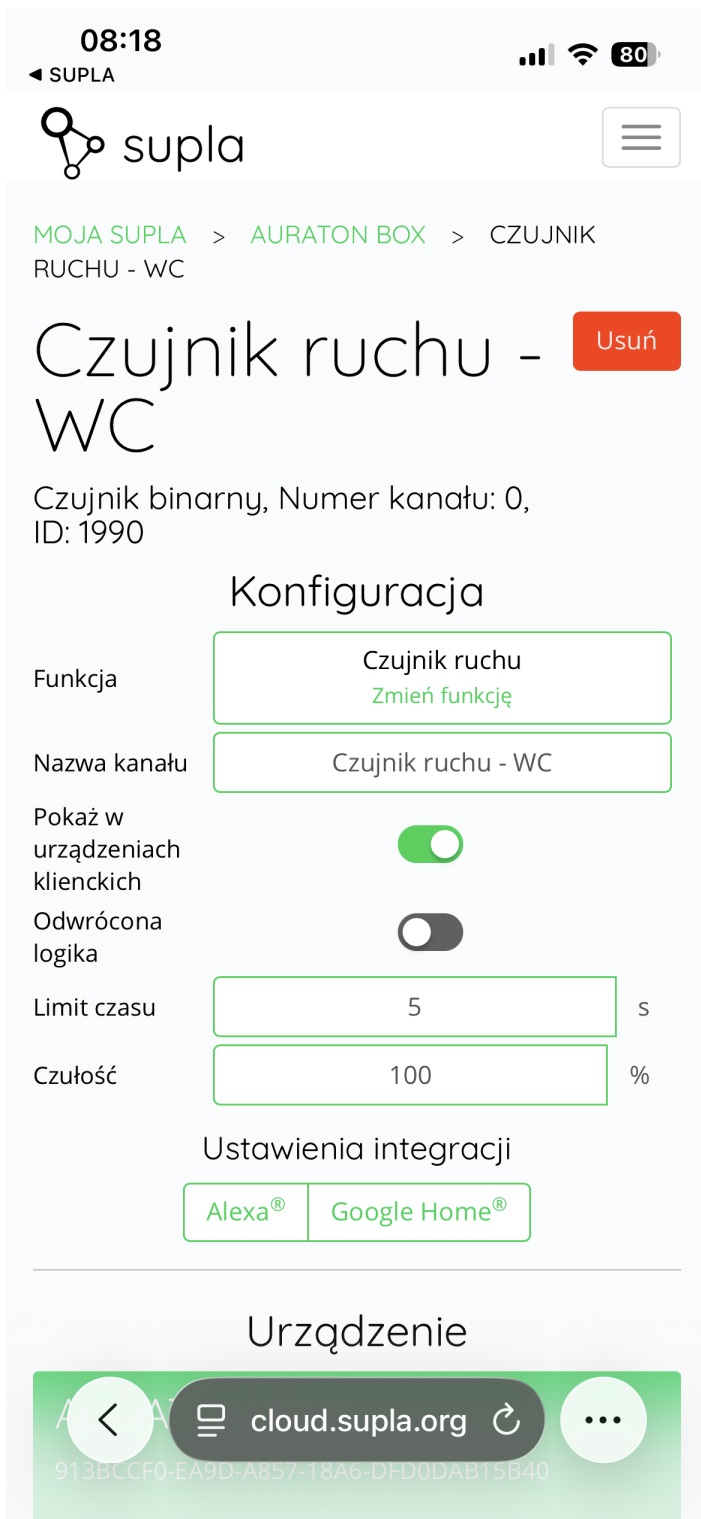 08:18
80
◀ SUPLA
supla
MOJA SUPLA > AURATON BOX > CZUJNIK
RUCHU - WC
Czujnik ruchu -
WC
Usuń
Czujnik binarny, Numer kanału: 0,
ID: 1990
Konfiguracja
Funkcja
Czujnik ruchu
Zmień funkcję
Nazwa kanału
Czujnik ruchu - WC
Pokaż w
urządzeniach
klienckich
Odwrócona
logika
Limit czasu
5
s
Czułość
100
%
Ustawienia integracji
Alexa®
Google Home®
Urządzenie
cloud.supla.org
913BCCF0-EA9D-A857-18A6-DFD0DAB15B40